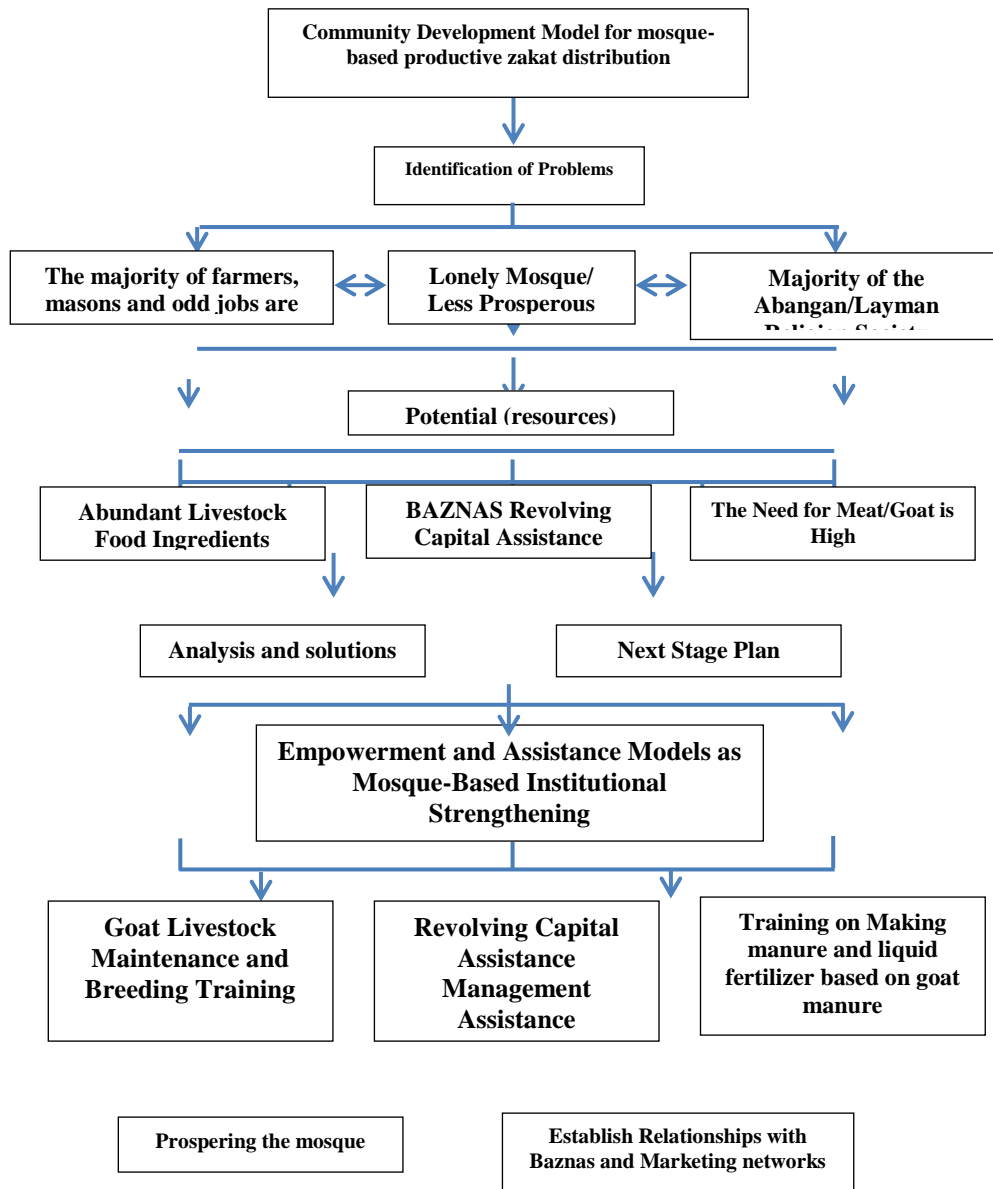 Community Development Model for mosque-
based productive zakat distribution
Identification of Problems
The majority of farmers,
masons and odd jobs are
Lonely Mosque/
Less Prosperous
Majority of the
Abangan/Layman
Religion Society
Potential (resources)
Abundant Livestock
Food Ingredients
BAZNAS Revolving
Capital Assistance
The Need for Meat/Goat is
High
Analysis and solutions
Next Stage Plan
Empowerment and Assistance Models as
Mosque-Based Institutional
Strengthening
Goat Livestock
Maintenance and
Breeding Training
Revolving Capital
Assistance
Management
Assistance
Training on Making
manure and liquid
fertilizer based on goat
manure
Prospering the mosque
Establish Relationships with
Baznas and Marketing networks